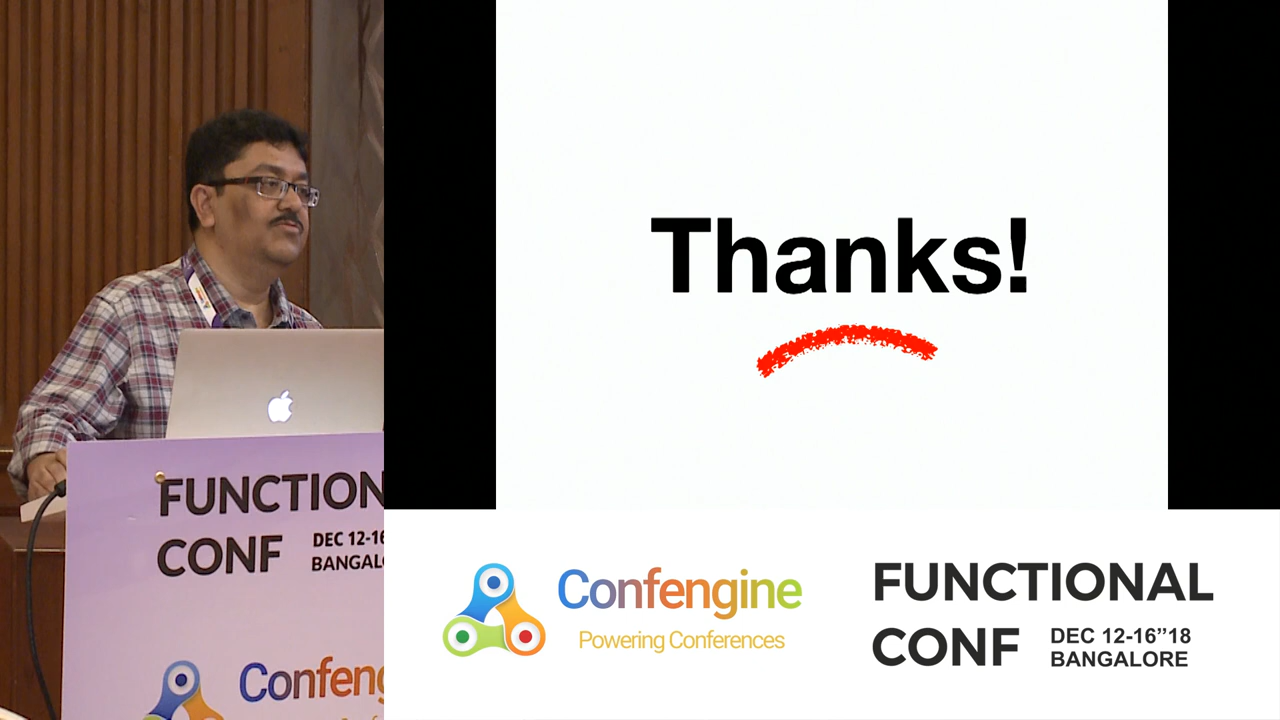 Thanks!
FUNCTION
CONF
DEC 12-16
BANGAL
Confeng
Confengine
Powering Conferences
FUNCTIONAL
CONF
DEC 12-16”18
BANGALORE